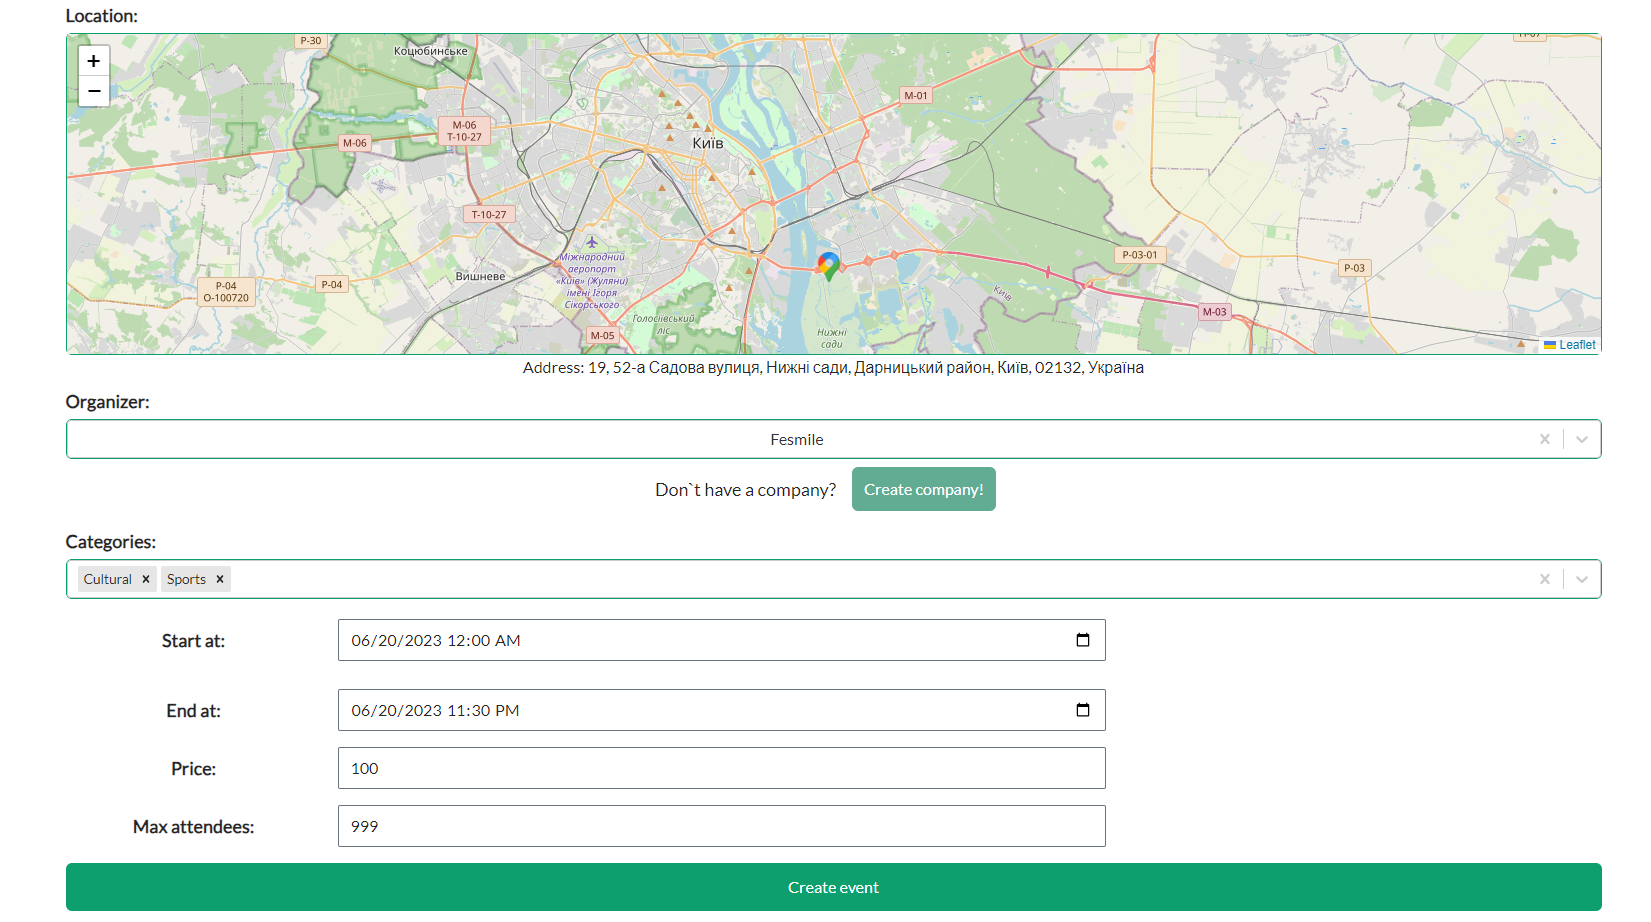 Location:
+
−
P-30
Коцюбинське
M-01
M-06
T-10-27
M-06
Київ
T-10-27
P-03-01
Міжнародний
аеропорт
«Київ» (Жуляни)
імені Ігоря
Сікорського
Вишневе
P-03
P-04
P-04
O-100720
Київ
M-03
Голосіївський
ліс
Нижні
сади
M-05
Leaflet
Address: 19, 52-а Садова вулиця, Нижні сади, Дарницький район, Київ, 02132, Україна
Organizer:
Fesmile
Don`t have a company? Create company!
Categories:
Cultural × Sports ×
Start at: 06/20/2023 12:00 AM
End at: 06/20/2023 11:30 PM
Price: 100
Max attendees: 999
Create event